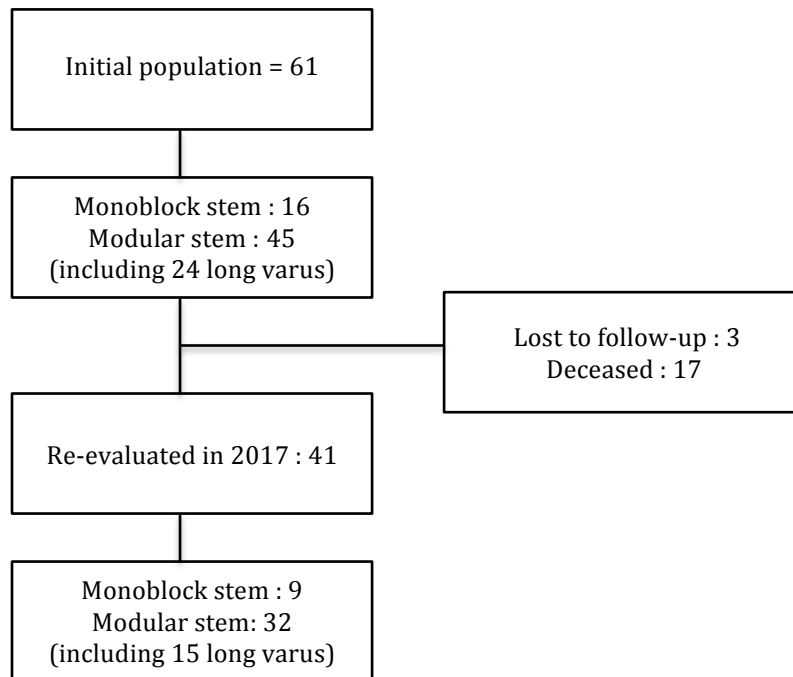 Initial population = 61
Monoblock stem : 16
Modular stem : 45
(including 24 long varus)
Lost to follow-up : 3
Deceased : 17
Re-evaluated in 2017 : 41
Monoblock stem : 9
Modular stem: 32
(including 15 long varus)